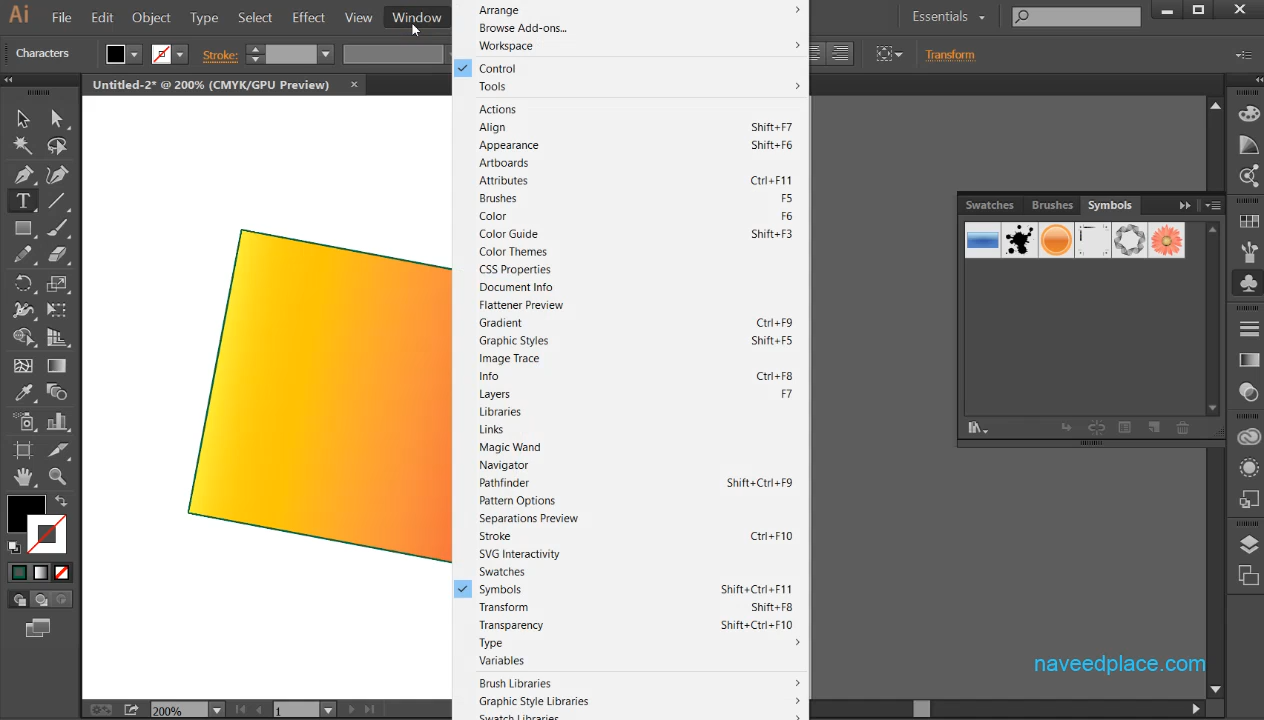 Ai File Edit Object Type Select Effect View Window
Essentials
Characters
Stroke:
Transform
Untitled-2* @ 200% (CMYK/GPU Preview) ×
Arrange
Browse Add-ons...
Workspace
Control
Tools
Actions
Align Shift+F7
Appearance Shift+F6
Artboards
Attributes Ctrl+F11
Brushes F5
Color F6
Color Guide Shift+F3
Color Themes
CSS Properties
Document Info
Flattener Preview
Gradient Ctrl+F9
Graphic Styles Shift+F5
Image Trace
Info Ctrl+F8
Layers F7
Libraries
Links
Magic Wand
Navigator
Pathfinder Shift+Ctrl+F9
Pattern Options
Separations Preview
Stroke Ctrl+F10
SVG Interactivity
Swatches
Symbols Shift+Ctrl+F11
Transform Shift+F8
Transparency Shift+Ctrl+F10
Type
Variables
Brush Libraries
Graphic Style Libraries
Swatch Libraries
Swatches Brushes Symbols
naveedplace.com
200% 1